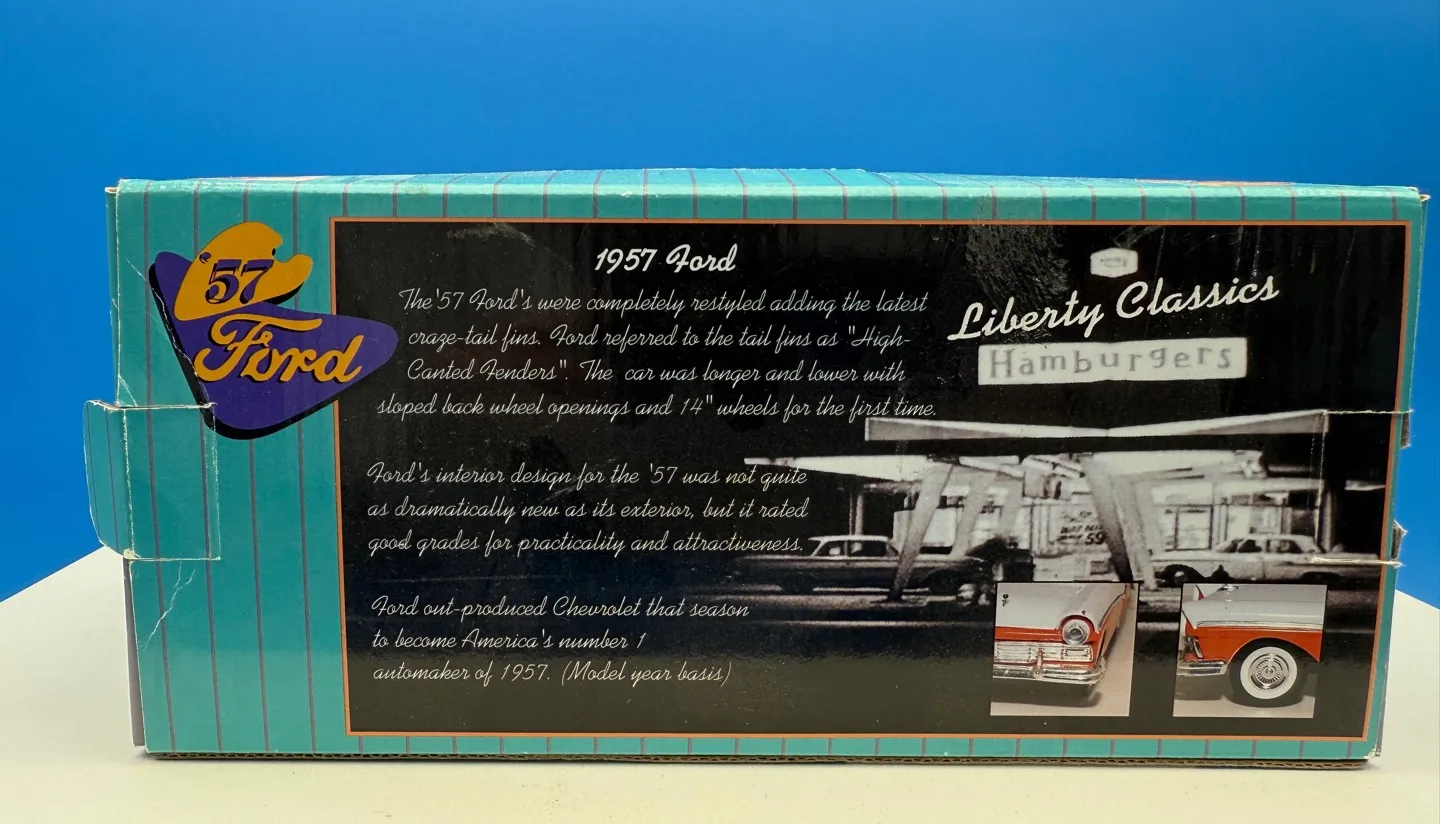 '57
Ford
1957 Ford
The '57 Ford's were completely restyled adding the latest
craze-tail fins. Ford referred to the tail fins as "High-
Canted Fenders". The car was longer and lower with
sloped back wheel openings and 14" wheels for the first time.
Ford's interior design for the '57 was not quite
as dramatically new as its exterior, but it rated
good grades for practicality and attractiveness.
Ford out-produced Chevrolet that season
to become America's number 1
automaker of 1957. (Model year basis)
Liberty Classics
Hamburgers